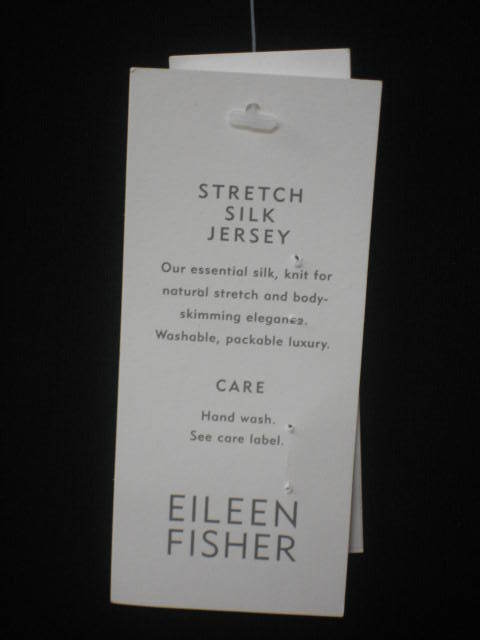 STRETCH
SILK
JERSEY
Our essential silk, knit for
natural stretch and body-
skimming elegance.
Washable, packable luxury.
CARE
Hand wash.
See care label.
EILEEN
FISHER